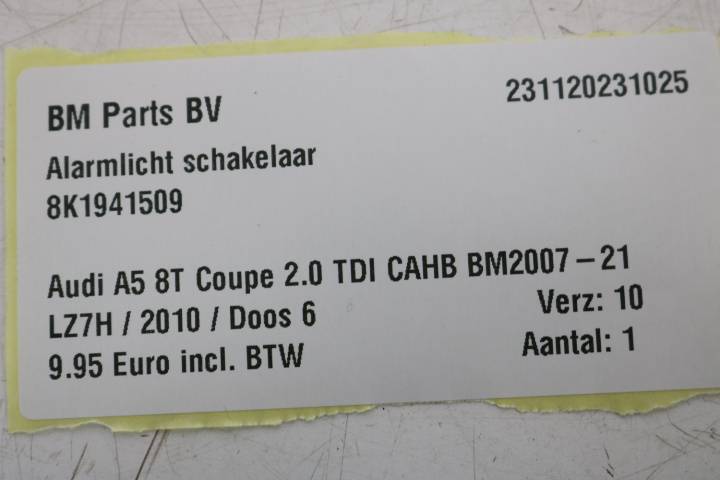 BM Parts BV 231120231025
Alarmlicht schakelaar
8K1941509
Audi A5 8T Coupe 2.0 TDI CAHB BM2007-21
LZ7H / 2010 / Doos 6 Verz: 10
9.95 Euro incl. BTW Aantal: 1